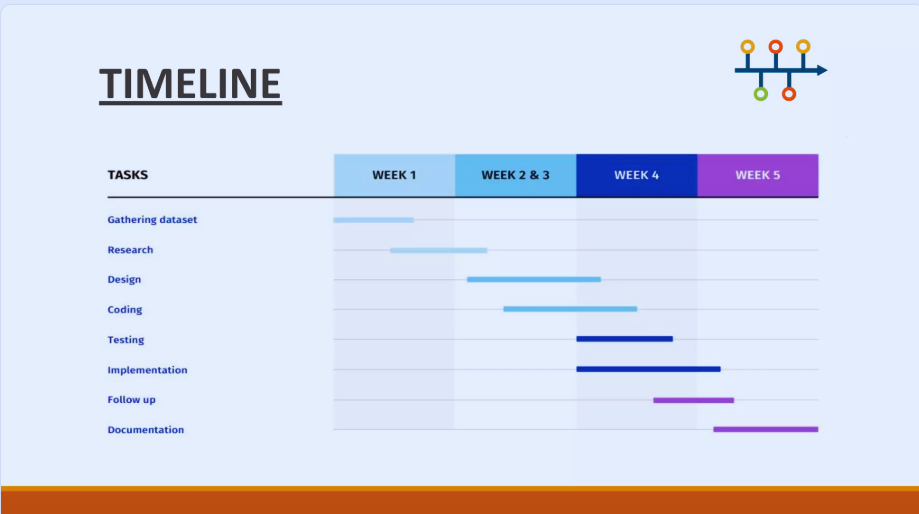 TIMELINE
TASKS WEEK 1 WEEK 2 & 3 WEEK 4 WEEK 5
Gathering dataset
Research
Design
Coding
Testing
Implementation
Follow up
Documentation